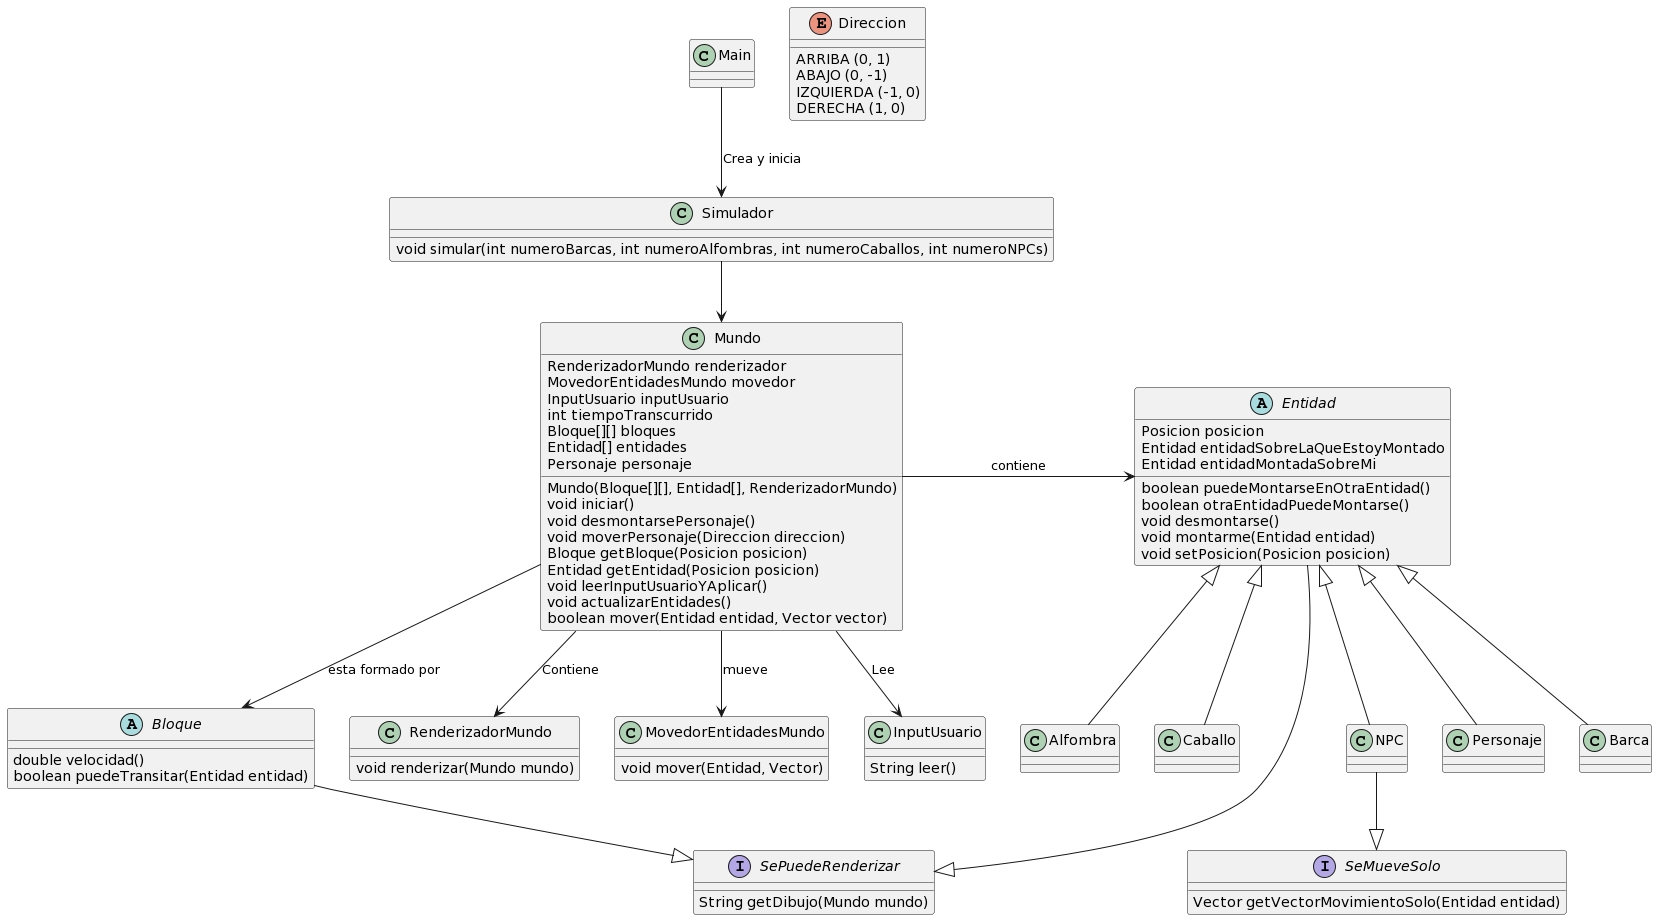 C Main
E Direccion
ARRIBA (0, 1)
ABAJO (0, -1)
IZQUIERDA (-1, 0)
DERECHA (1, 0)
Crea y inicia
C Simulador
void simular(int numeroBarcas, int numeroAlfombras, int numeroCaballos, int numeroNPCs)
C Mundo
RenderizadorMundo renderizador
MovedorEntidadesMundo movedor
InputUsuario inputUsuario
int tiempoTranscurrido
Bloque[][] bloques
Entidad[] entidades
Personaje personaje
Mundo(Bloque[][], Entidad[], RenderizadorMundo)
void iniciar()
void desmontarsePersonaje()
void moverPersonaje(Direccion direccion)
Bloque getBloque(Posicion posicion)
Entidad getEntidad(Posicion posicion)
void leerInputUsuarioYAplicar()
void actualizarEntidades()
boolean mover(Entidad entidad, Vector vector)
contiene
A Entidad
Posicion posicion
Entidad entidadSobreLaQueEstoyMontado
Entidad entidadMontadaSobreMi
boolean puedeMontarseEnOtraEntidad()
boolean otraEntidadPuedeMontarse()
void desmontarse()
void montarme(Entidad entidad)
void setPosicion(Posicion posicion)
esta formado por
Contiene
mueve
Lee
A Bloque
double velocidad()
boolean puedeTransitar(Entidad entidad)
C RenderizadorMundo
void renderizar(Mundo mundo)
C MovedorEntidadesMundo
void mover(Entidad, Vector)
C InputUsuario
String leer()
C Alfombra
C Caballo
C NPC
C Personaje
C Barca
I SePuedeRenderizar
String getDibujo(Mundo mundo)
I SeMueveSolo
Vector getVectorMovimientoSolo(Entidad entidad)